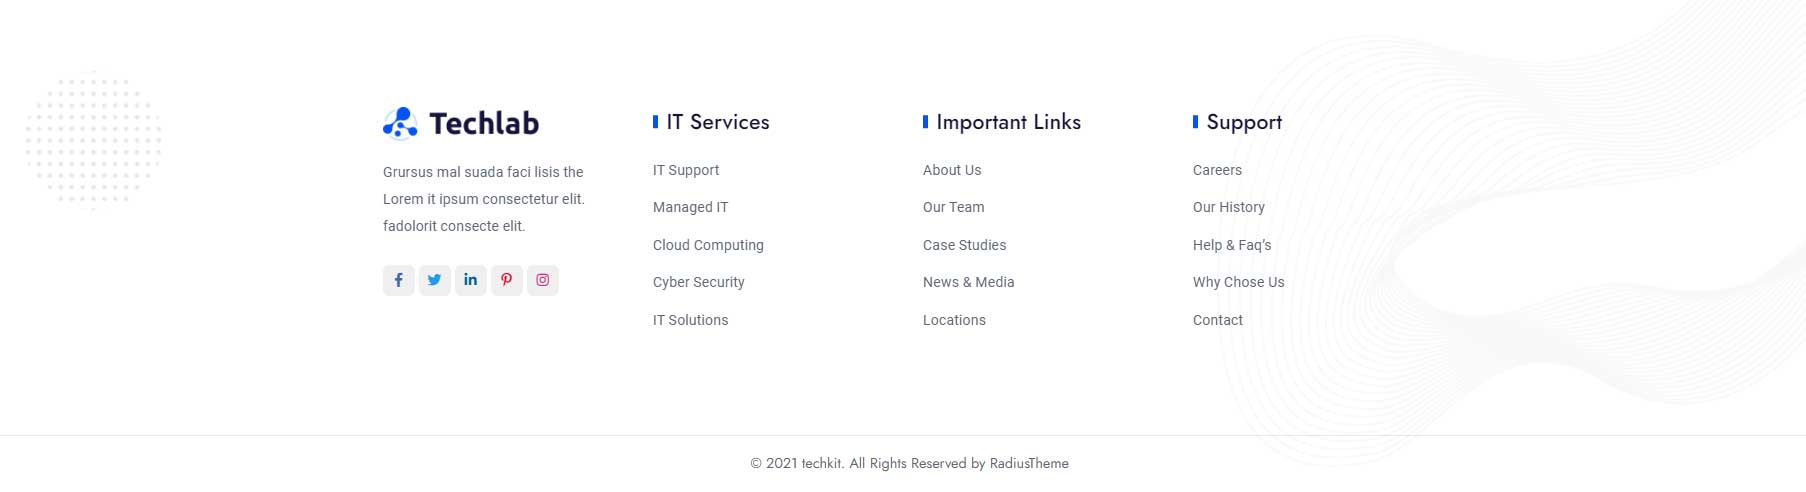 Techlab
Grursus mal suada faci lisis the
Lorem it ipsum consectetur elit.
fadolorit consecte elit.
IT Services
IT Support
Managed IT
Cloud Computing
Cyber Security
IT Solutions
Important Links
About Us
Our Team
Case Studies
News & Media
Locations
Support
Careers
Our History
Help & Faq's
Why Chose Us
Contact
© 2021 techkit. All Rights Reserved by RadiusTheme